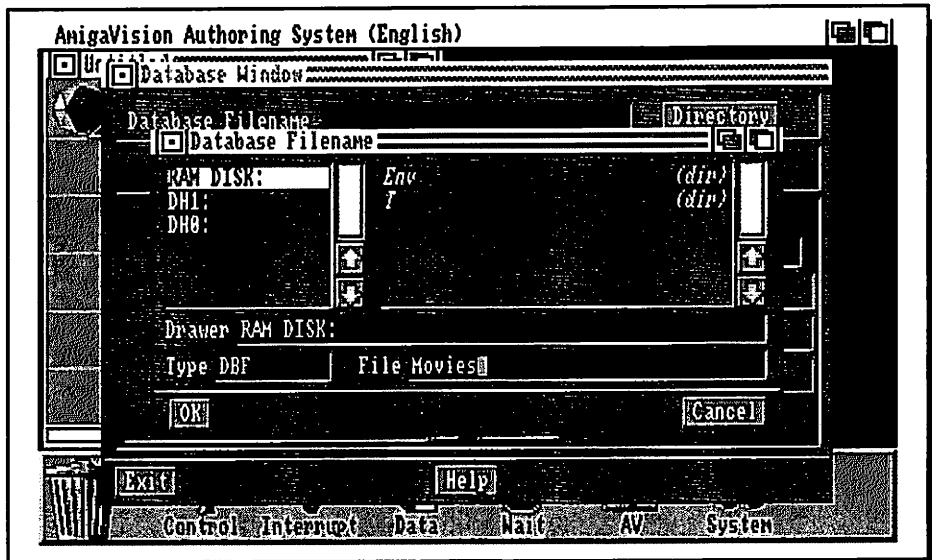 AmigaVision Authoring System (English)
Database Window
Database Filename
Directory
Database Filename
RAM DISK:
DH1:
DH0:
Env (dir)
T (dir)
Drawer RAM DISK:
Type DBF
File Movies
OK
Cancel
Exit
Help
Control Interrupt Data Wait AV System